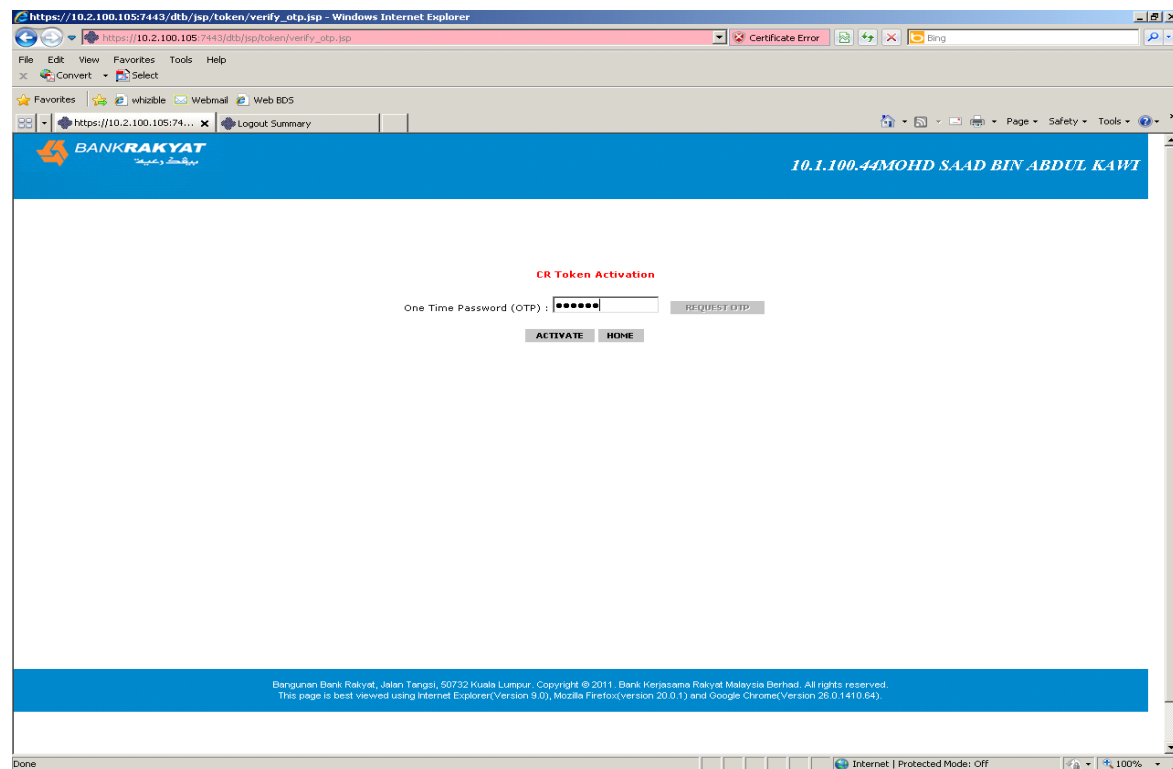 https://10.2.100.105:7443/dtb/jsp/token/verify_otp.jsp - Windows Internet Explorer
https://10.2.100.105:7443/dtb/jsp/token/verify_otp.jsp Certificate Error Bing
File Edit View Favorites Tools Help
x Convert Select
Favorites whizible Webmail Web BDS
https://10.2.100.105:74... x Logout Summary Page Safety Tools
BANKRAKYAT
10.1.100.44MOHD SAAD BIN ABDUL KAWI
CR Token Activation
One Time Password (OTP) : •••••• REQUEST OTP
ACTIVATE HOME
Bangunan Bank Rakyat, Jalan Tangsi, 50732 Kuala Lumpur. Copyright © 2011. Bank Kerjasama Rakyat Malaysia Berhad. All rights reserved.
This page is best viewed using Internet Explorer(Version 9.0), Mozilla Firefox(version 20.0.1) and Google Chrome(Version 26.0.1410.64).
Done Internet | Protected Mode: Off 100%